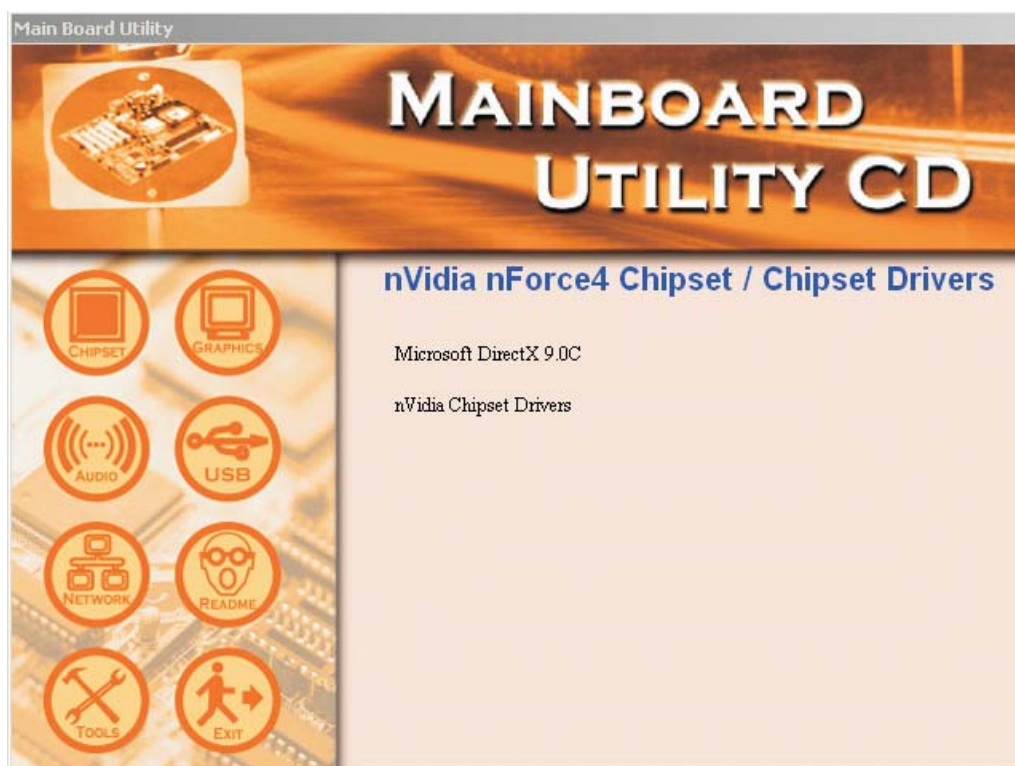 Main Board Utility
MAINBOARD
UTILITY CD
nVidia nForce4 Chipset / Chipset Drivers
Microsoft DirectX 9.0C
nVidia Chipset Drivers
CHIPSET
GRAPHICS
AUDIO
USB
NETWORK
README
TOOLS
EXIT